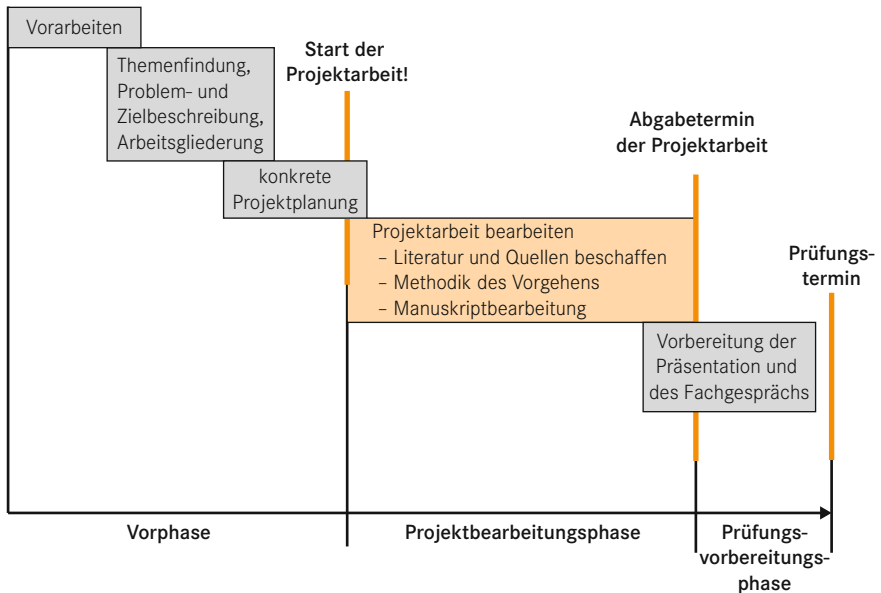 Vorarbeiten
Themenfindung,
Problem- und
Zielbeschreibung,
Arbeitsgliederung
Start der
Projektarbeit!
konkrete
Projektplanung
Abgabetermin
der Projektarbeit
Projektarbeit bearbeiten
– Literatur und Quellen beschaffen
– Methodik des Vorgehens
– Manuskriptbearbeitung
Prüfungs-
termin
Vorbereitung der
Präsentation und
des Fachgesprächs
Vorphase
Projektbearbeitungsphase
Prüfungs-
vorbereitungs-
phase